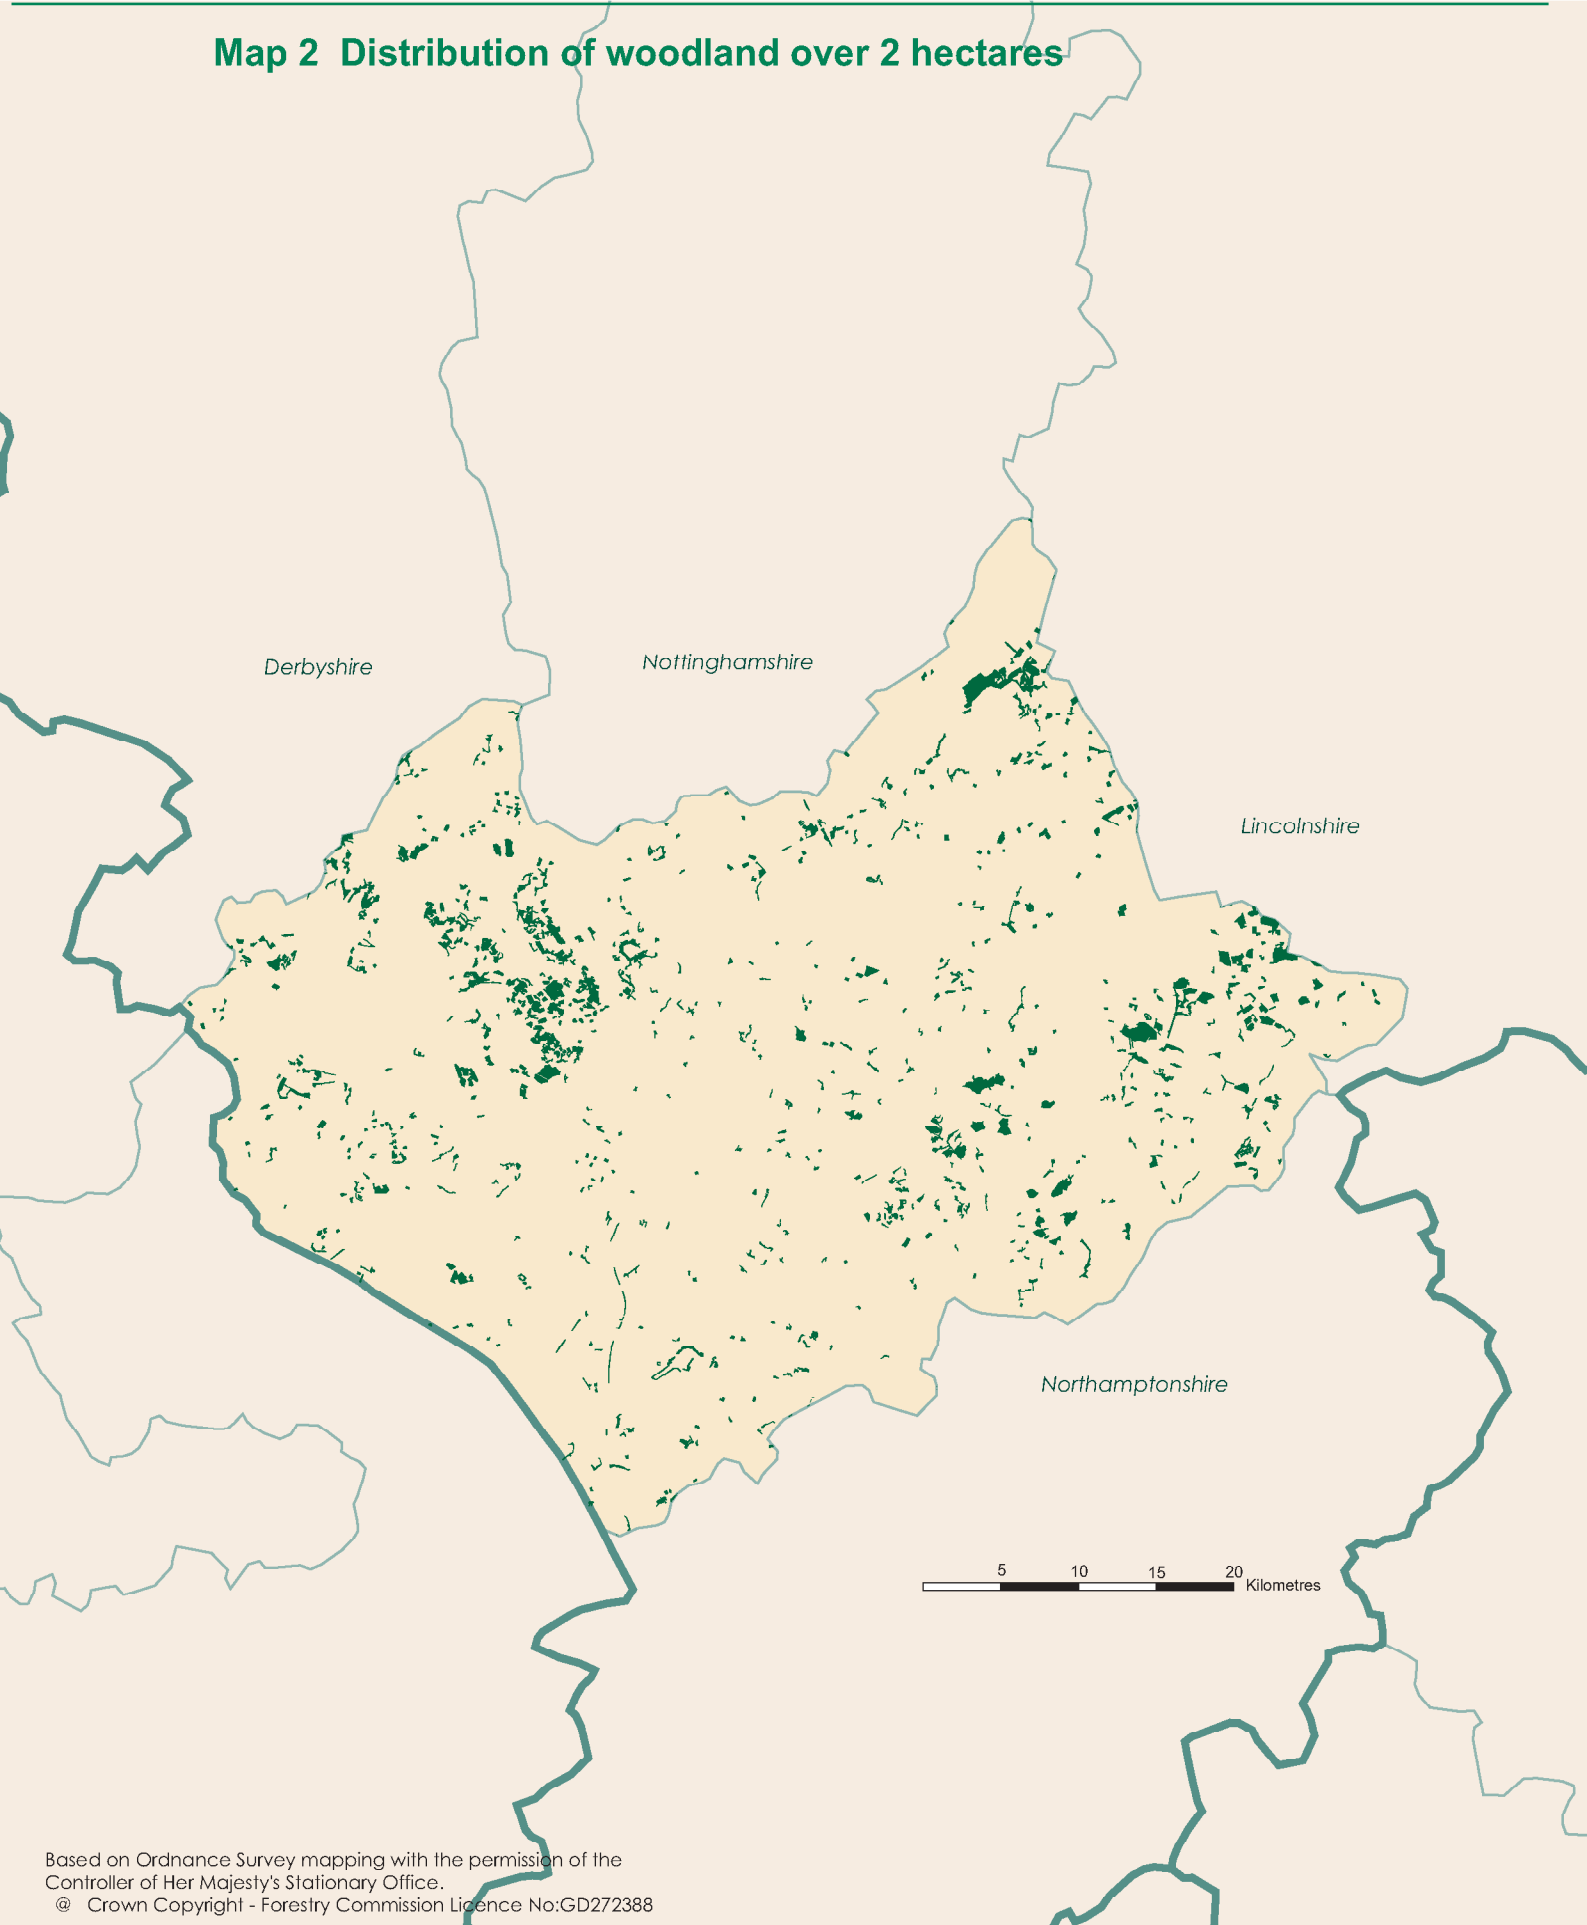 Map 2 Distribution of woodland over 2 hectares
Derbyshire
Nottinghamshire
Lincolnshire
Northamptonshire
5 10 15 20
Kilometres
Based on Ordnance Survey mapping with the permission of the
Controller of Her Majesty's Stationary Office.
@ Crown Copyright - Forestry Commission Licence No:GD272388